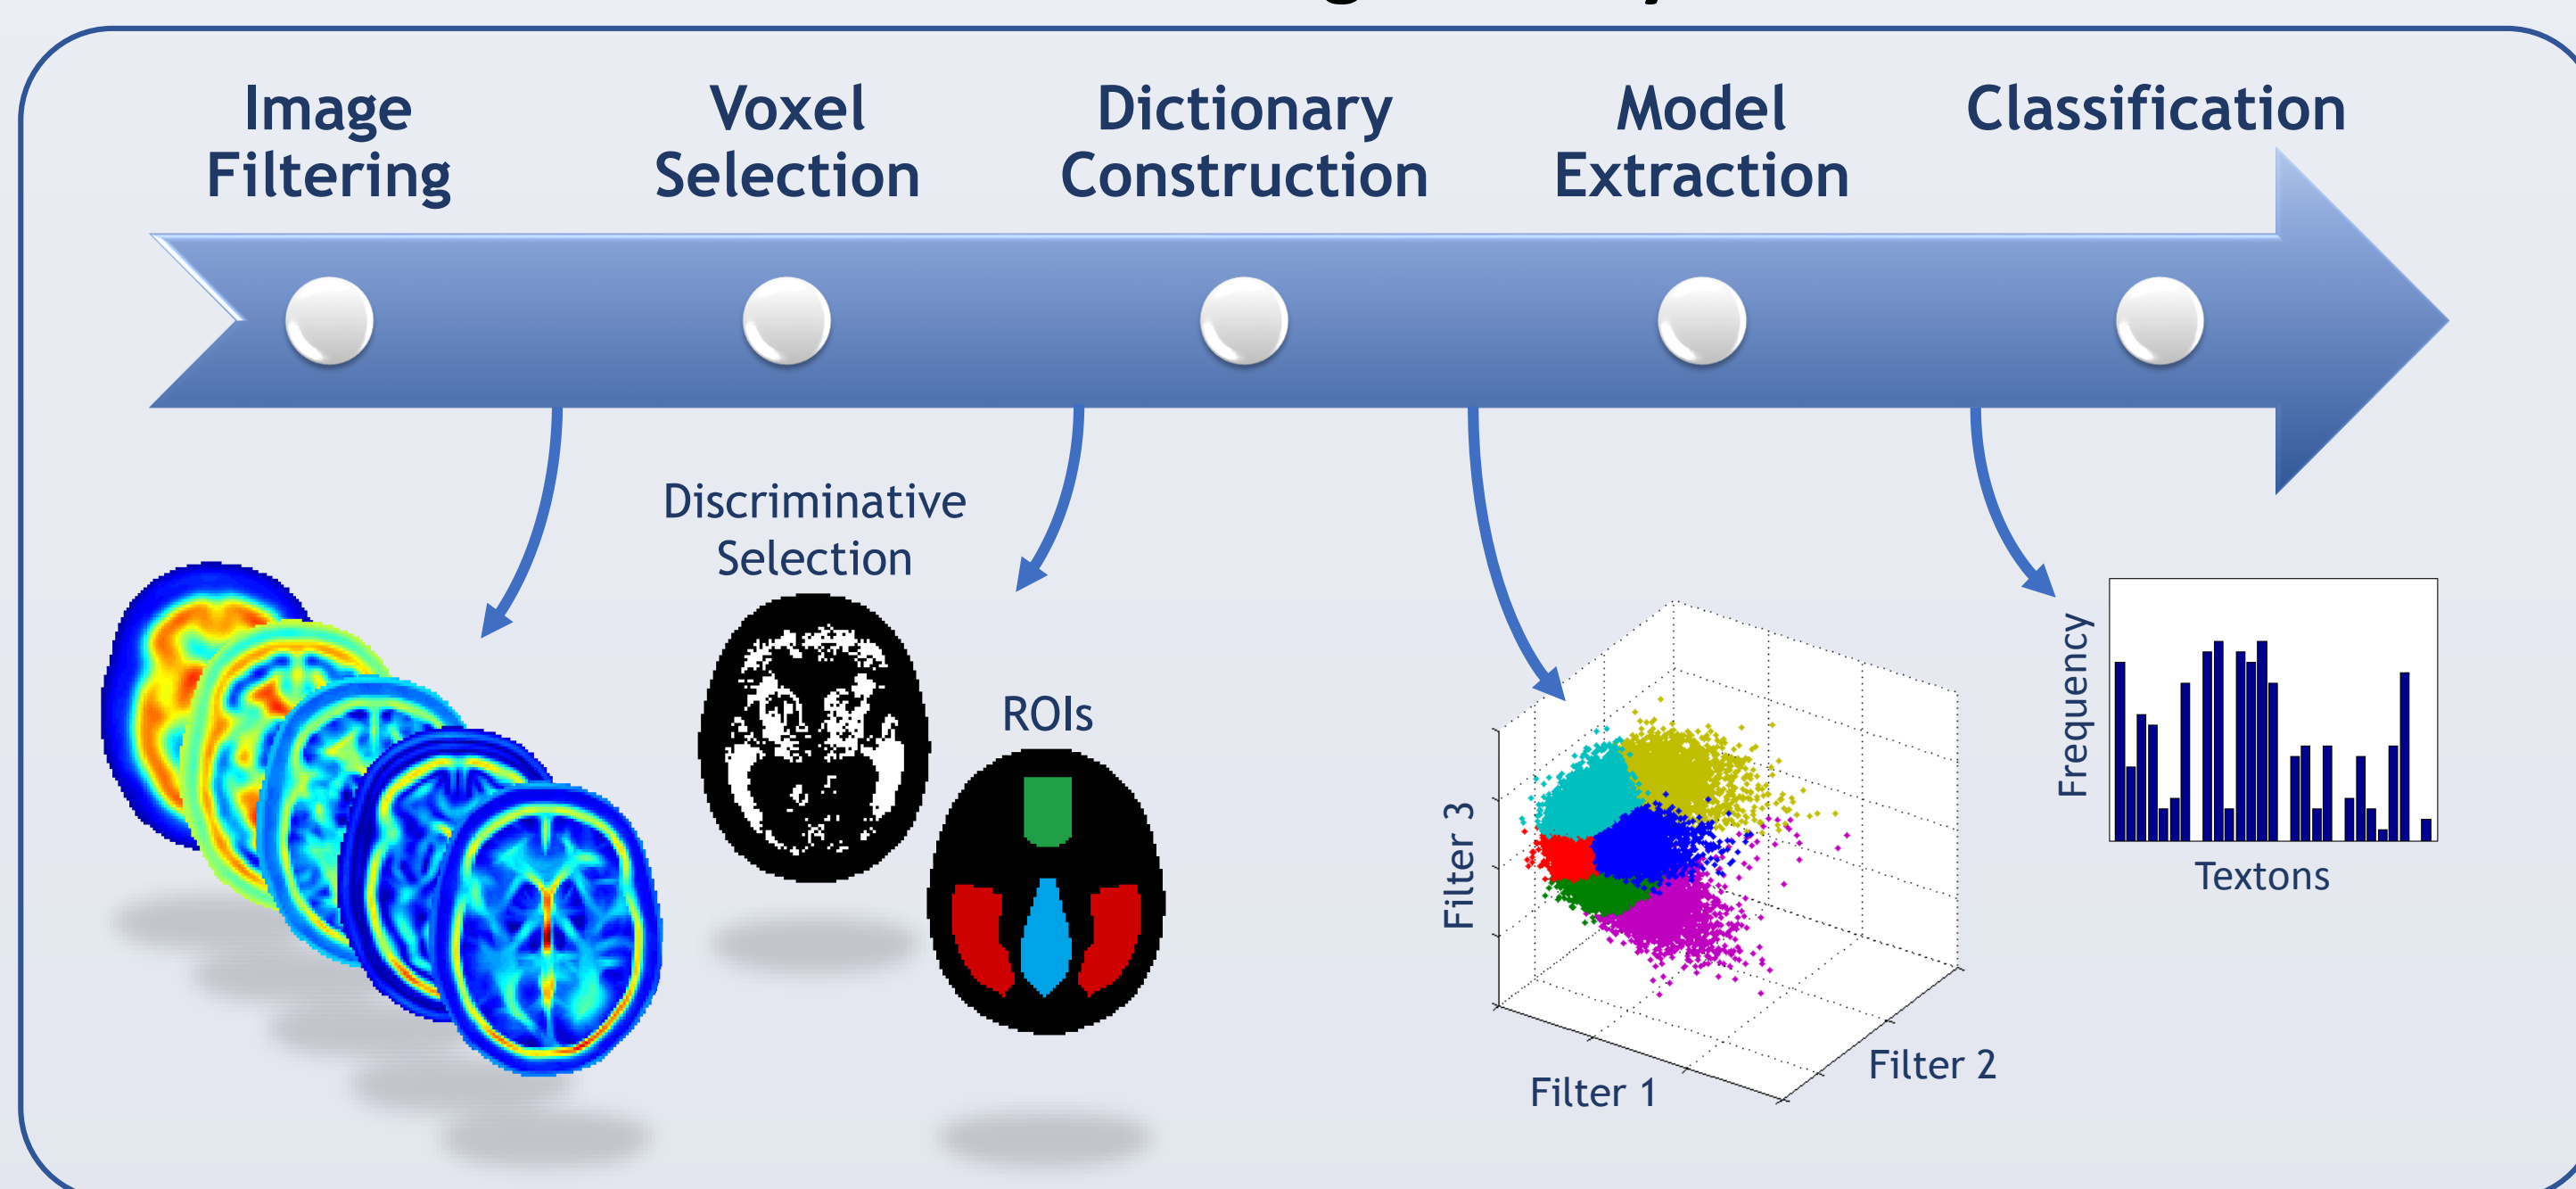 Image
Filtering
Voxel
Selection
Dictionary
Construction
Model
Extraction
Classification
Discriminative
Selection
ROIs
Filter 3
Filter 1
Filter 2
Frequency
Textons